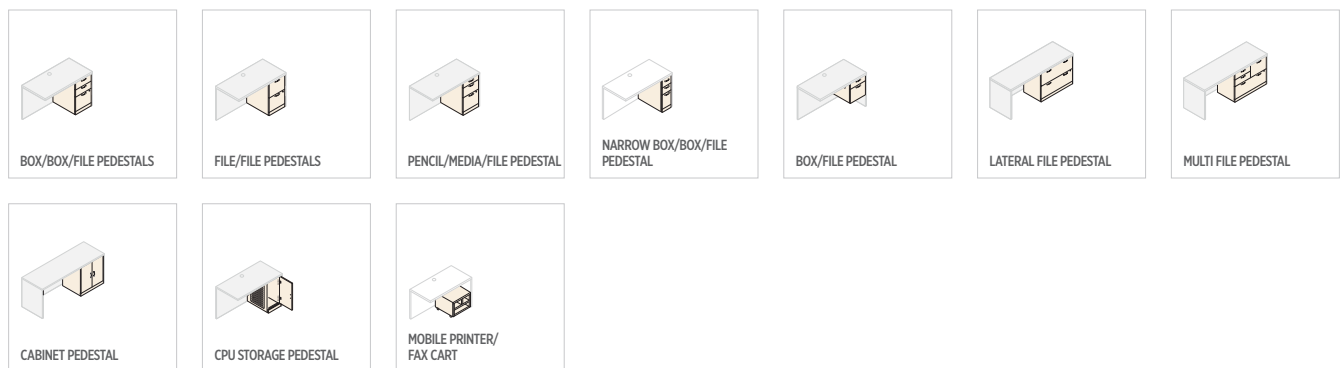 BOX/BOX/FILE PEDESTALS
FILE/FILE PEDESTALS
PENCIL/MEDIA/FILE PEDESTAL
NARROW BOX/BOX/FILE
PEDESTAL
BOX/FILE PEDESTAL
LATERAL FILE PEDESTAL
MULTI FILE PEDESTAL
CABINET PEDESTAL
CPU STORAGE PEDESTAL
MOBILE PRINTER/
FAX CART